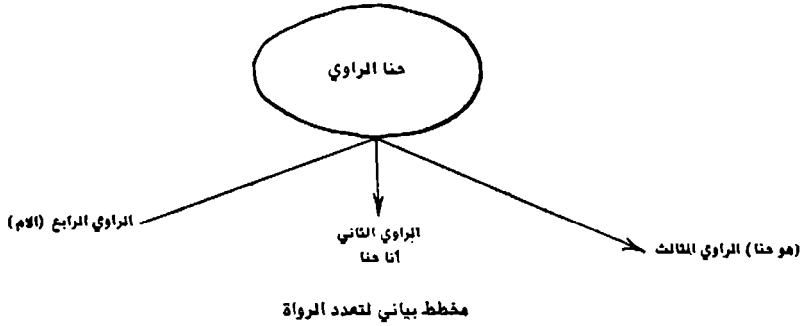 حنا الراوي
(هو حنا) الراوي الثالث
الراوي الثاني
أنا حنا
الراوي الرابع (الام)
مخطط بياني لتعدد الرواة